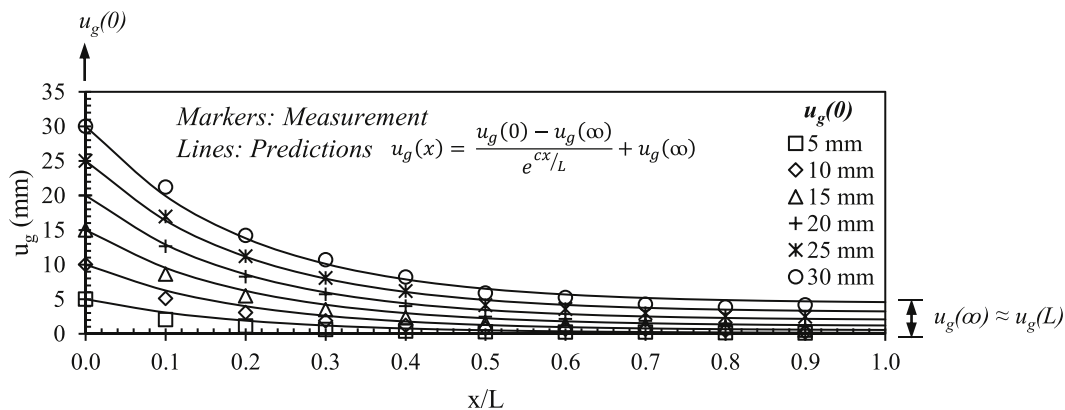 u_g(0)
35
30
25
20
15
10
5
0
u_g (mm)
Markers: Measurement
Lines: Predictions u_g(x) = \frac{u_g(0) − u_g(∞)}{e^{cx/L}} + u_g(∞)
u_g(0)
5 mm
10 mm
15 mm
20 mm
25 mm
30 mm
u_g(∞) ≈ u_g(L)
0.0 0.1 0.2 0.3 0.4 0.5 0.6 0.7 0.8 0.9 1.0
x/L